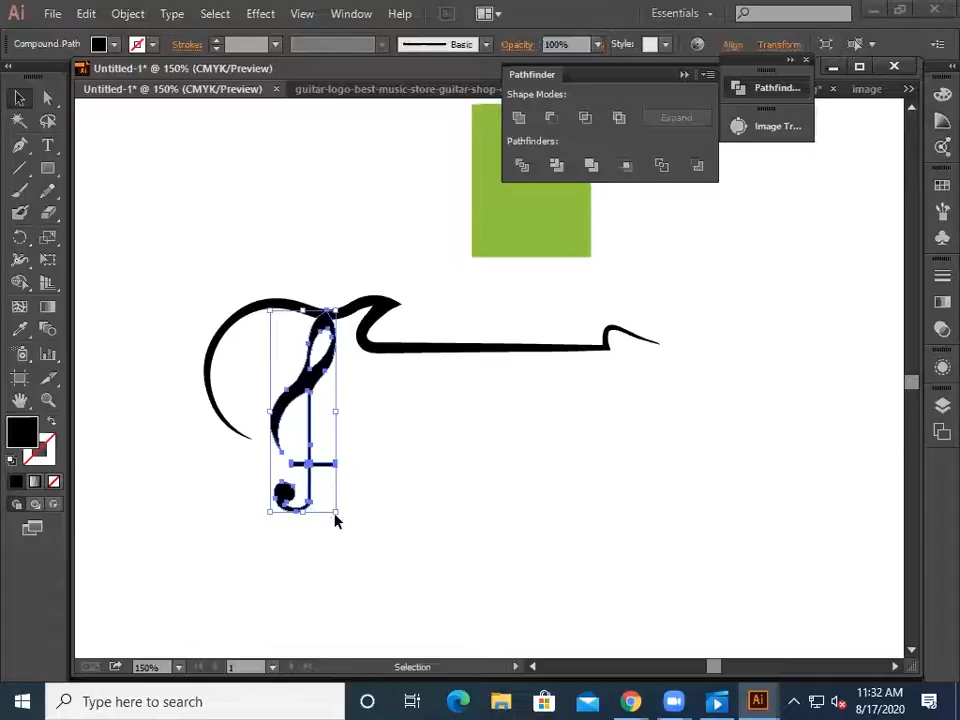 Ai File Edit Object Type Select Effect View Window Help Br Essentials
Compound Path Stroke: Basic Opacity: 100% Style: Align Transform
Untitled-1* @ 150% (CMYK/Preview)
Untitled-1* @ 150% (CMYK/Preview) × guitar-logo-best-music-store-guitar-shop- × image
Pathfinder
Shape Modes:
Expand
Pathfinders:
Pathfind...
Image Tr...
150% 1 Selection
Type here to search
Ai
11:32 AM
8/17/2020